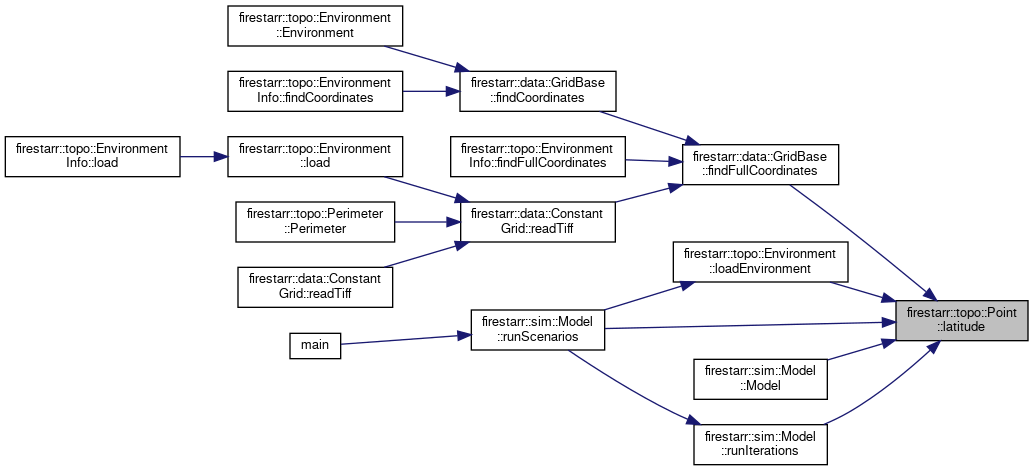 firestarr::topo::Environment
::Environment
firestarr::data::GridBase
::findCoordinates
firestarr::topo::Environment
Info::findCoordinates
firestarr::topo::Environment
Info::load
firestarr::topo::Environment
::load
firestarr::topo::Environment
Info::findFullCoordinates
firestarr::data::GridBase
::findFullCoordinates
firestarr::topo::Perimeter
::Perimeter
firestarr::data::Constant
Grid::readTiff
firestarr::data::Constant
Grid::readTiff
firestarr::topo::Environment
::loadEnvironment
firestarr::topo::Point
::latitude
main
firestarr::sim::Model
::runScenarios
firestarr::sim::Model
::Model
firestarr::sim::Model
::runIterations